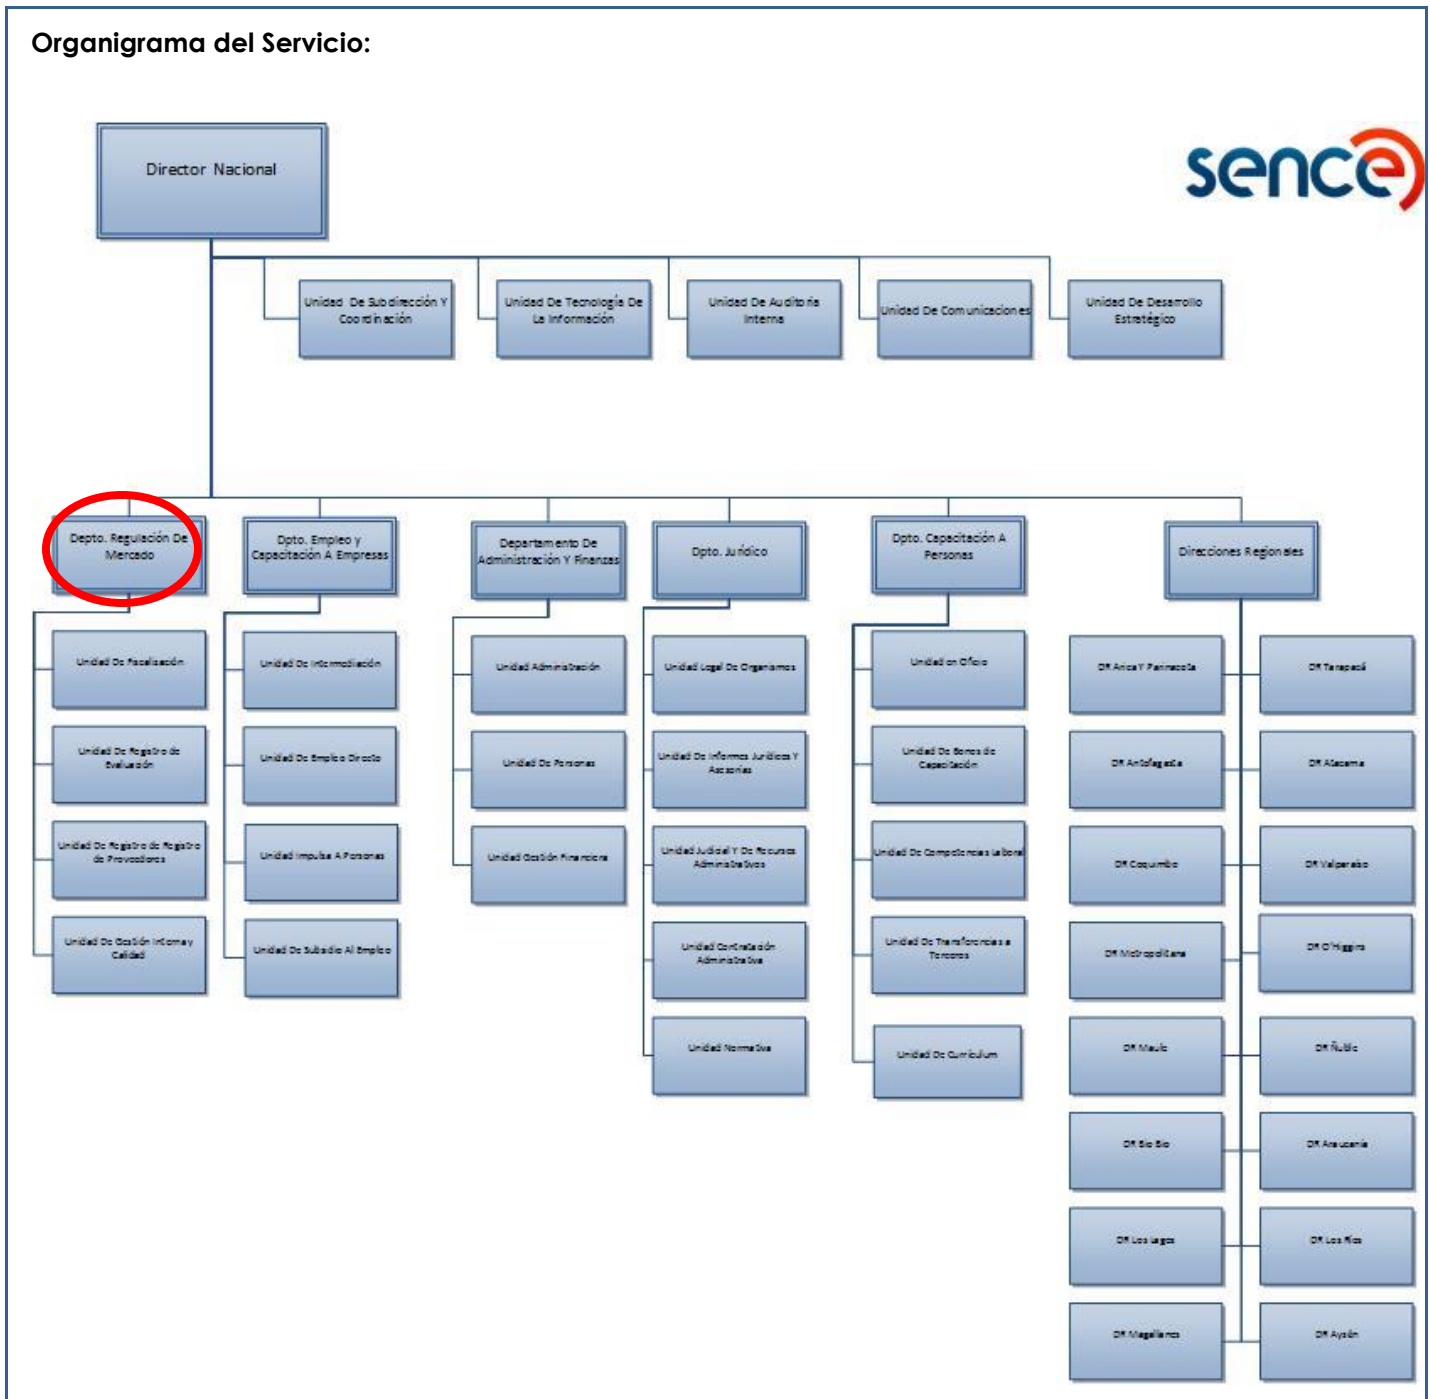 Organigrama del Servicio:
Director Nacional
sence
Unidad De Subdirección Y
Coordinación
Unidad De Tecnología De
La Información
Unidad De Auditoría
Interna
Unidad De Comunicaciones
Unidad De Desarrollo
Estratégico
Depto. Regulación De
Mercado
Dpto. Empleo y
Capacitación A Empresas
Departamento De
Administración Y Finanzas
Dpto. Jurídico
Dpto. Capacitación A
Personas
Direcciones Regionales
Unidad De Fiscalización
Unidad De Registro de
Evaluación
Unidad De Registro de Registro
de Proveedores
Unidad De Gestión Interna y
Calidad
Unidad De Intermediación
Unidad De Empleo Directo
Unidad Impulsa A Personas
Unidad De Subsidio Al Empleo
Unidad Administración
Unidad De Personas
Unidad Gestión Financiera
Unidad Legal De Organismos
Unidad De Informes Jurídicos Y
Asesorías
Unidad Judicial Y De Recursos
Administrativos
Unidad Contratación
Administrativa
Unidad Normativa
Unidad en Oficio
Unidad De Bonos de
Capacitación
Unidad De Competencias Laboral
Unidad De Transferencias a
Terceros
Unidad De Currículum
DR Arica Y Parinacota
DR Tarapacá
DR Antofagasta
DR Atacama
DR Coquimbo
DR Valparaíso
DR Metropolitana
DR O'Higgins
DR Maule
DR Ñuble
DR Bio Bio
DR Araucanía
DR Los Lagos
DR Los Ríos
DR Magallanes
DR Aysén